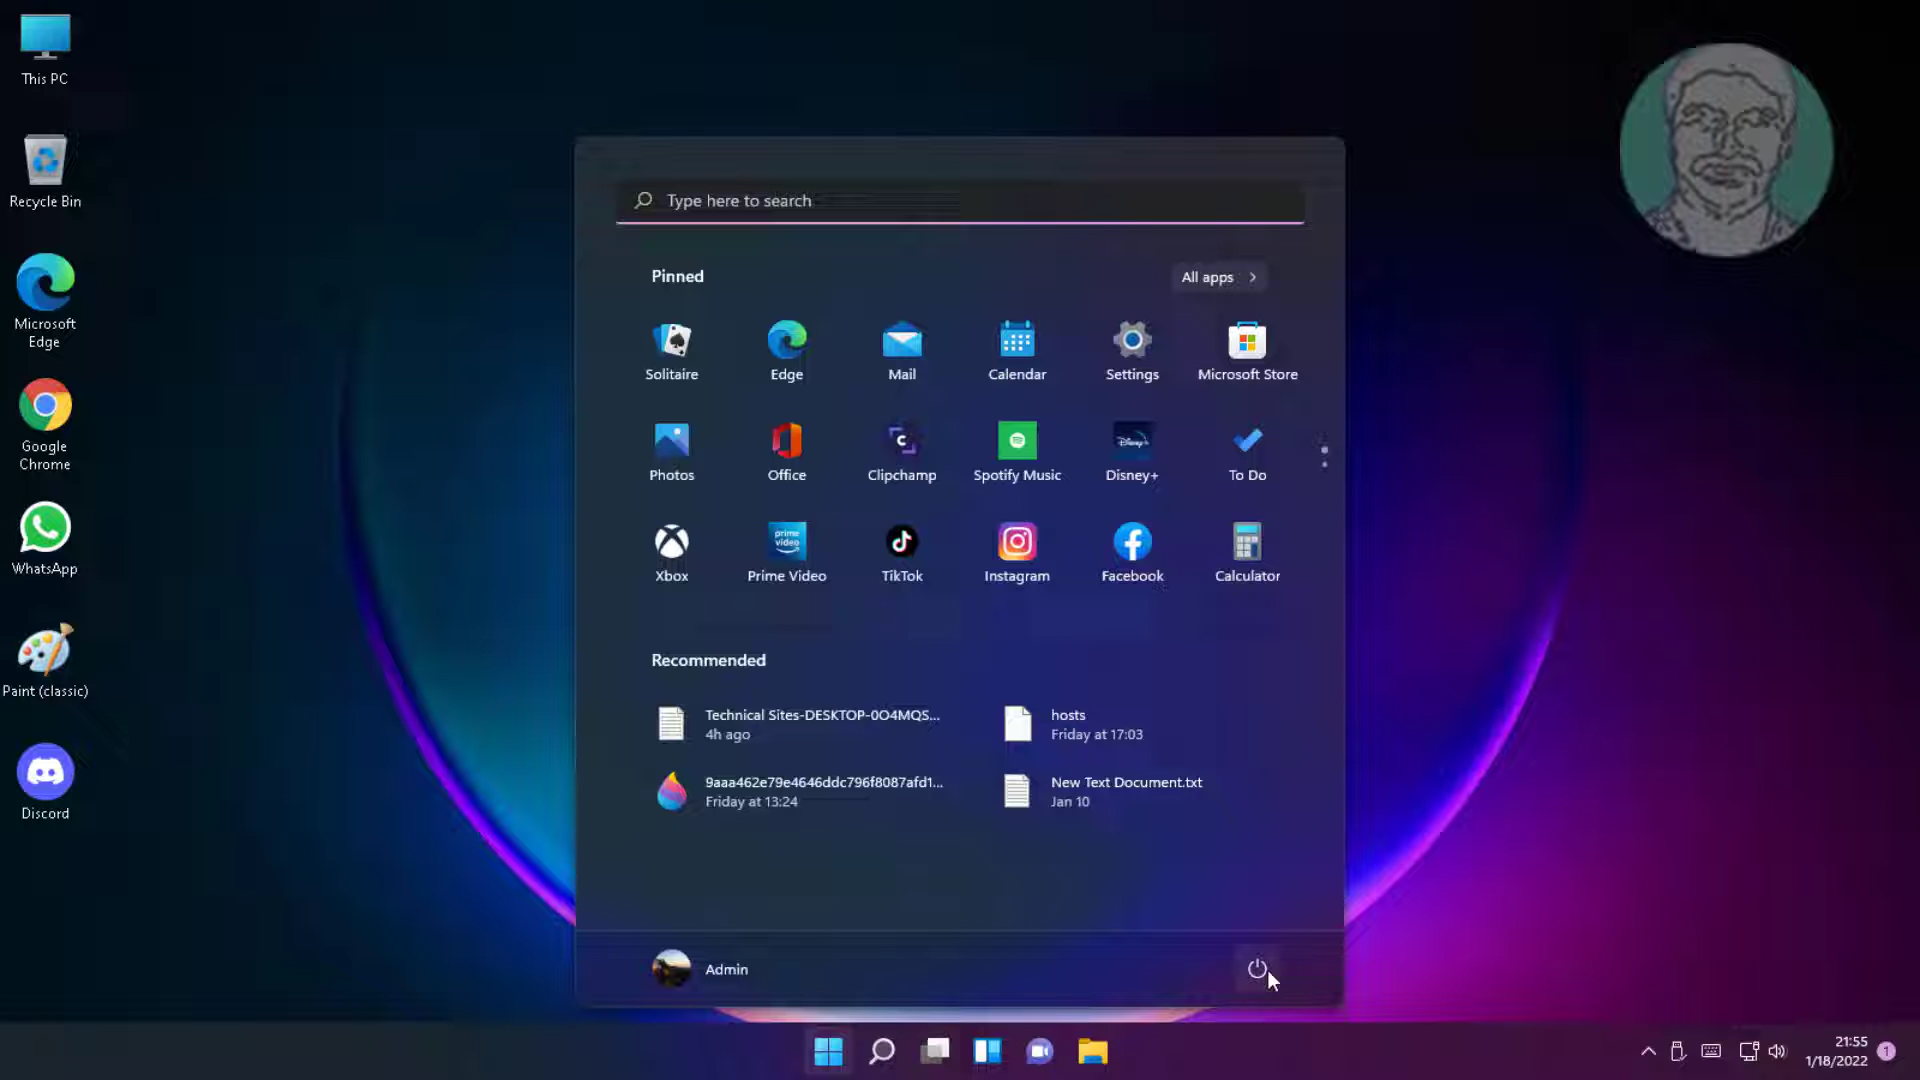 This PC
Recycle Bin
Microsoft
Edge
Google
Chrome
WhatsApp
Paint (classic)
Discord
Type here to search
Pinned
All apps
Solitaire
Edge
Mail
Calendar
Settings
Microsoft Store
Photos
Office
Clipchamp
Spotify Music
Disney+
To Do
Xbox
prime
video
Prime Video
TikTok
Instagram
Facebook
Calculator
Recommended
Technical Sites-DESKTOP-0O4MQS...
4h ago
hosts
Friday at 17:03
9aaa462e79e4646ddc796f8087afd1...
Friday at 13:24
New Text Document.txt
Jan 10
Admin
21:55
1/18/2022
1